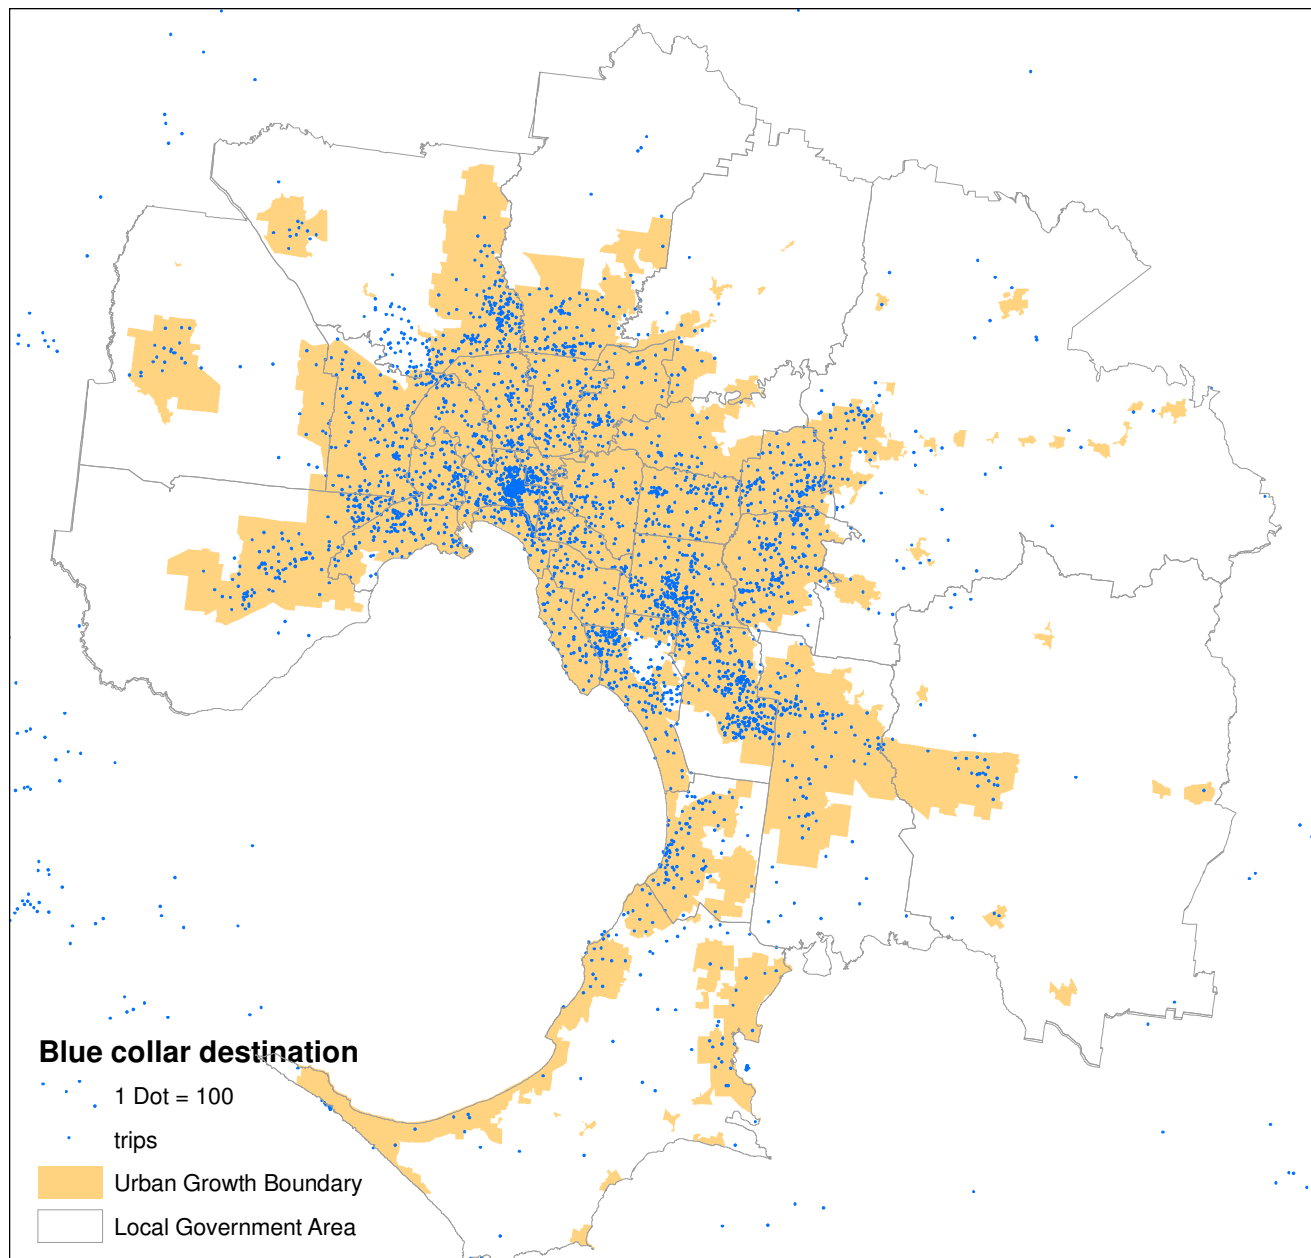 Blue collar destination
1 Dot = 100
trips
Urban Growth Boundary
Local Government Area